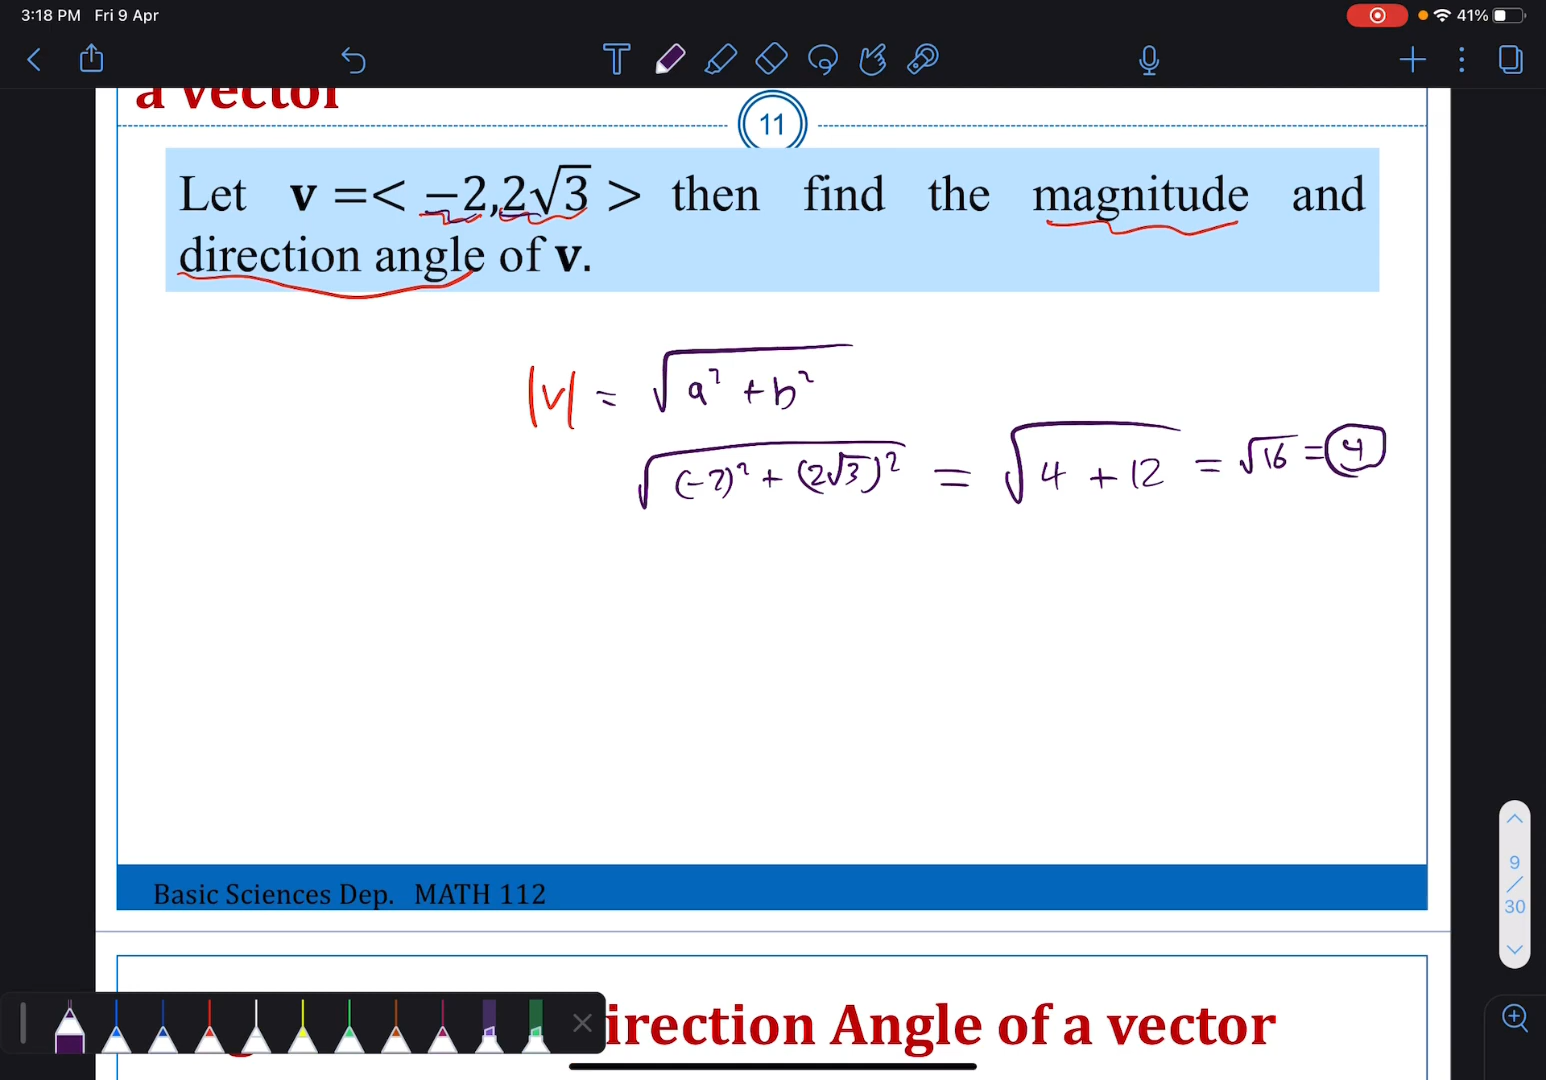 3:18 PM Fri 9 Apr
41%
a vector
11
Let v =< −2,2√3 > then find the magnitude and
direction angle of v.
|v| = √(a² + b²)
√((-2)² + (2√3)²) = √(4 + 12) = √16 = 4
9
/
30
Basic Sciences Dep. MATH 112
irection Angle of a vector